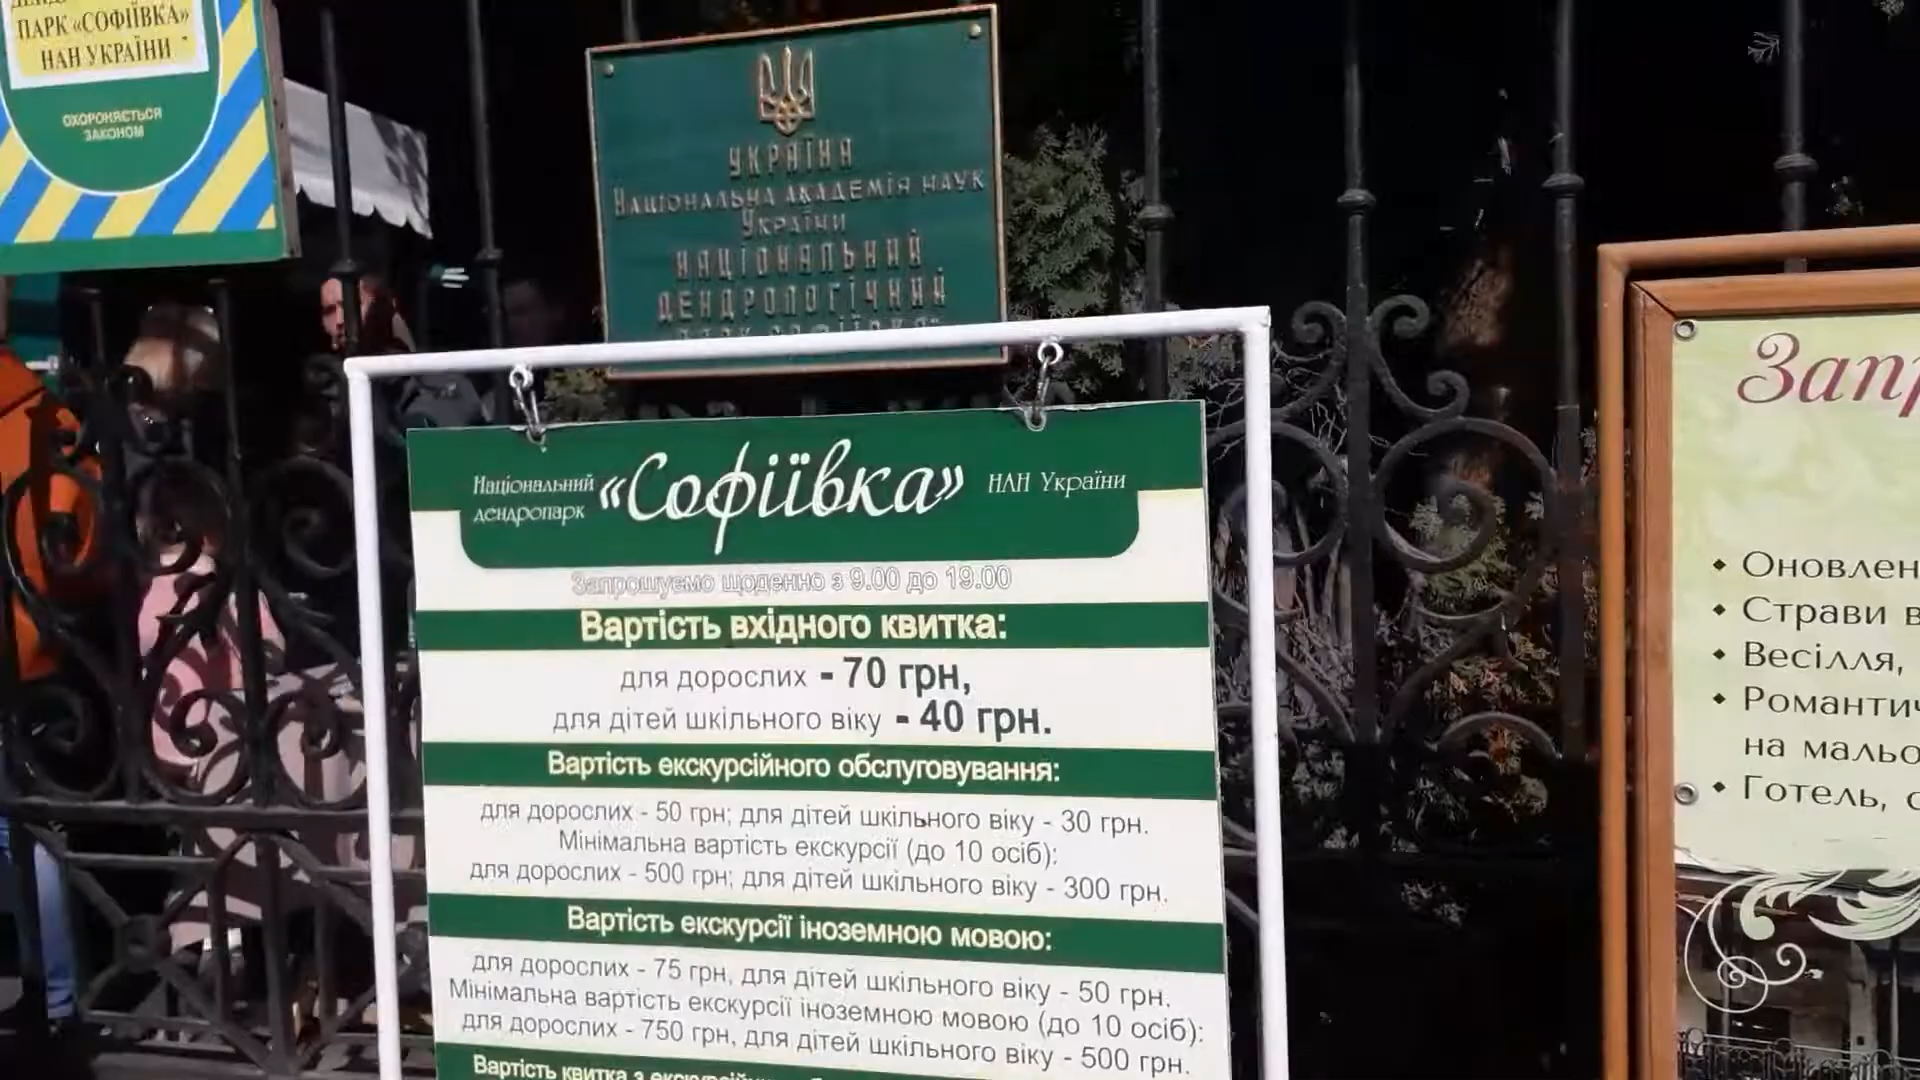 ПАРК «СОФІЇВКА»
НАН УКРАЇНИ
ОХОРОНЯЄТЬСЯ
ЗАКОНОМ
УКРАЇНА
НАЦІОНАЛЬНА АКАДЕМІЯ НАУК
УКРАЇНИ
НАЦІОНАЛЬНИЙ
ДЕНДРОЛОГІЧНИЙ
Національний
дендропарк
«Софіївка»
НАН України
Запрошуємо щоденно з 9.00 до 19.00
Вартість вхідного квитка:
для дорослих - 70 грн,
для дітей шкільного віку - 40 грн.
Вартість екскурсійного обслуговування:
для дорослих - 50 грн; для дітей шкільного віку - 30 грн.
Мінімальна вартість екскурсії (до 10 осіб):
для дорослих - 500 грн; для дітей шкільного віку - 300 грн.
Вартість екскурсії іноземною мовою:
для дорослих - 75 грн, для дітей шкільного віку - 50 грн.
Мінімальна вартість екскурсії іноземною мовою (до 10 осіб):
для дорослих - 750 грн, для дітей шкільного віку - 500 грн.
Вартість квитка з
Запр
• Оновлен
• Страви в
• Весілля,
• Романтич
на мальо
• Готель, с